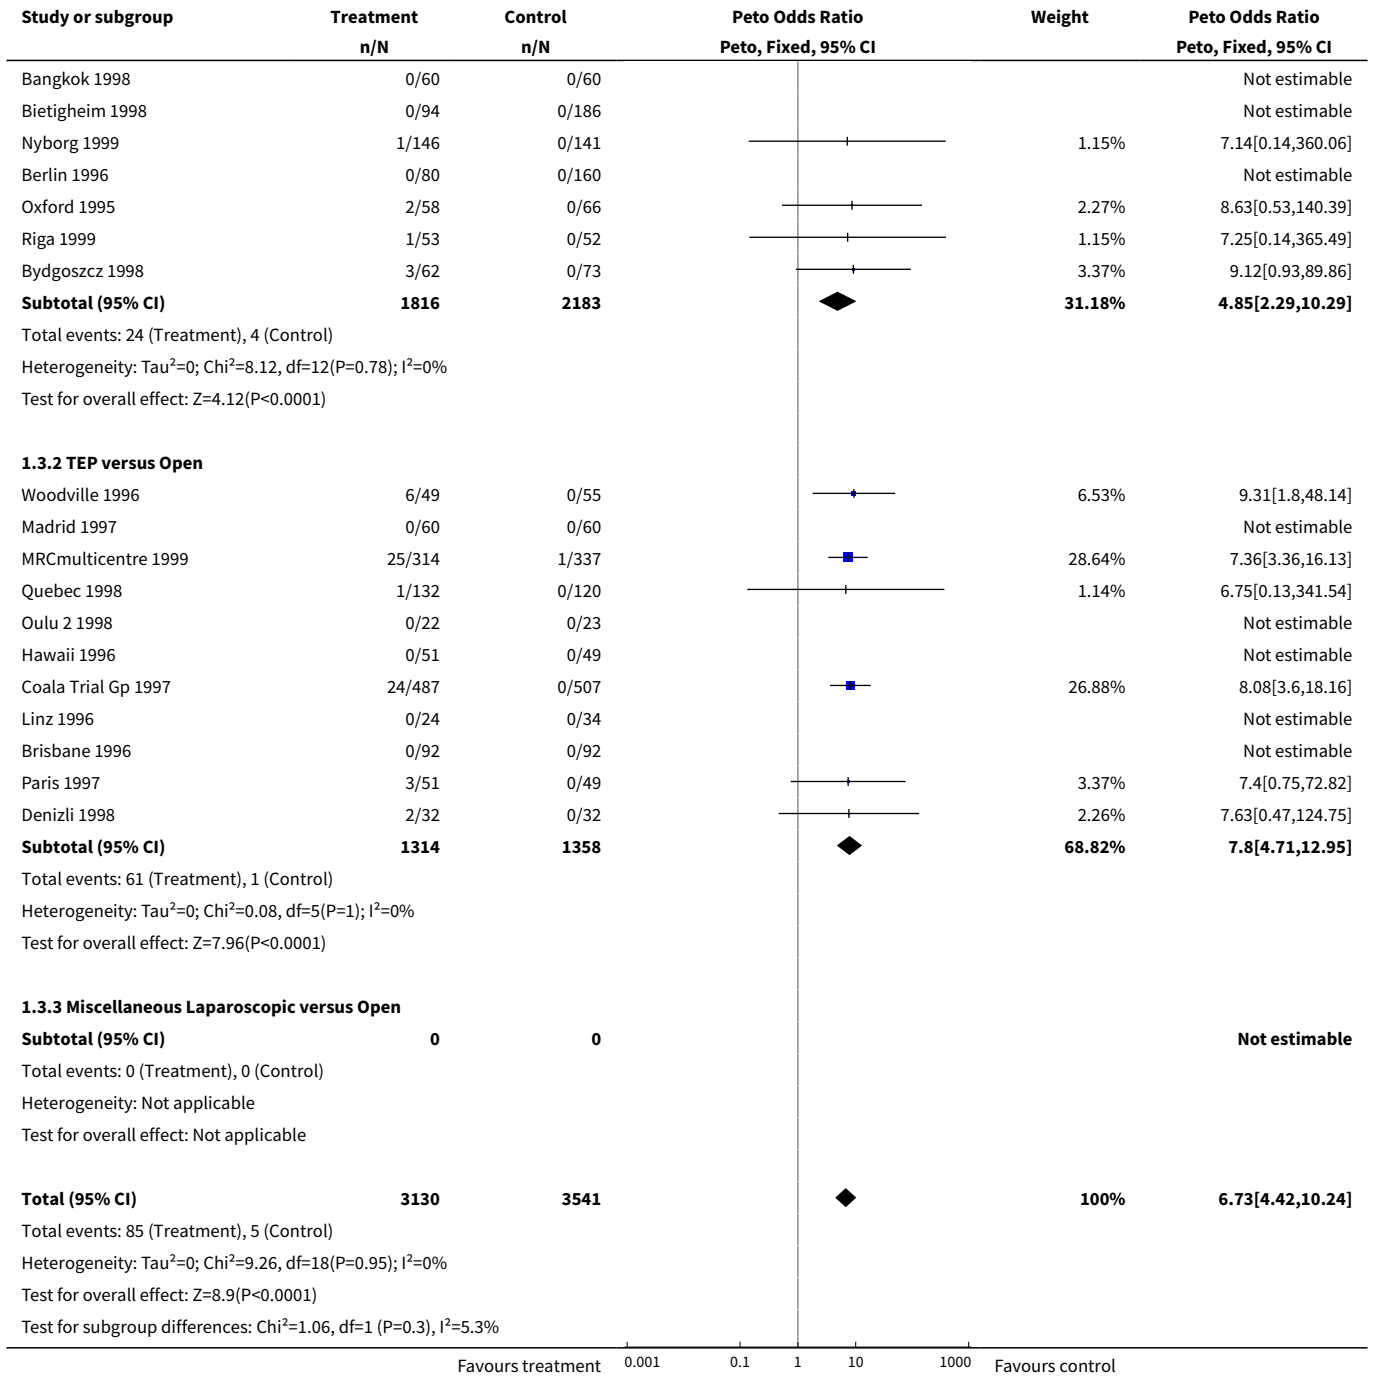 Study or subgroup Treatment Control Peto Odds Ratio Weight Peto Odds Ratio
n/N n/N Peto, Fixed, 95% CI Peto, Fixed, 95% CI
Bangkok 1998 0/60 0/60 Not estimable
Bietigheim 1998 0/94 0/186 Not estimable
Nyborg 1999 1/146 0/141 1.15% 7.14[0.14,360.06]
Berlin 1996 0/80 0/160 Not estimable
Oxford 1995 2/58 0/66 2.27% 8.63[0.53,140.39]
Riga 1999 1/53 0/52 1.15% 7.25[0.14,365.49]
Bydgoszcz 1998 3/62 0/73 3.37% 9.12[0.93,89.86]
Subtotal (95% CI) 1816 2183 31.18% 4.85[2.29,10.29]
Total events: 24 (Treatment), 4 (Control)
Heterogeneity: Tau²=0; Chi²=8.12, df=12(P=0.78); I²=0%
Test for overall effect: Z=4.12(P<0.0001)
1.3.2 TEP versus Open
Woodville 1996 6/49 0/55 6.53% 9.31[1.8,48.14]
Madrid 1997 0/60 0/60 Not estimable
MRCmulticentre 1999 25/314 1/337 28.64% 7.36[3.36,16.13]
Quebec 1998 1/132 0/120 1.14% 6.75[0.13,341.54]
Oulu 2 1998 0/22 0/23 Not estimable
Hawaii 1996 0/51 0/49 Not estimable
Coala Trial Gp 1997 24/487 0/507 26.88% 8.08[3.6,18.16]
Linz 1996 0/24 0/34 Not estimable
Brisbane 1996 0/92 0/92 Not estimable
Paris 1997 3/51 0/49 3.37% 7.4[0.75,72.82]
Denizli 1998 2/32 0/32 2.26% 7.63[0.47,124.75]
Subtotal (95% CI) 1314 1358 68.82% 7.8[4.71,12.95]
Total events: 61 (Treatment), 1 (Control)
Heterogeneity: Tau²=0; Chi²=0.08, df=5(P=1); I²=0%
Test for overall effect: Z=7.96(P<0.0001)
1.3.3 Miscellaneous Laparoscopic versus Open
Subtotal (95% CI) 0 0 Not estimable
Total events: 0 (Treatment), 0 (Control)
Heterogeneity: Not applicable
Test for overall effect: Not applicable
Total (95% CI) 3130 3541 100% 6.73[4.42,10.24]
Total events: 85 (Treatment), 5 (Control)
Heterogeneity: Tau²=0; Chi²=9.26, df=18(P=0.95); I²=0%
Test for overall effect: Z=8.9(P<0.0001)
Test for subgroup differences: Chi²=1.06, df=1 (P=0.3), I²=5.3%
Favours treatment 0.001 0.1 1 10 1000 Favours control